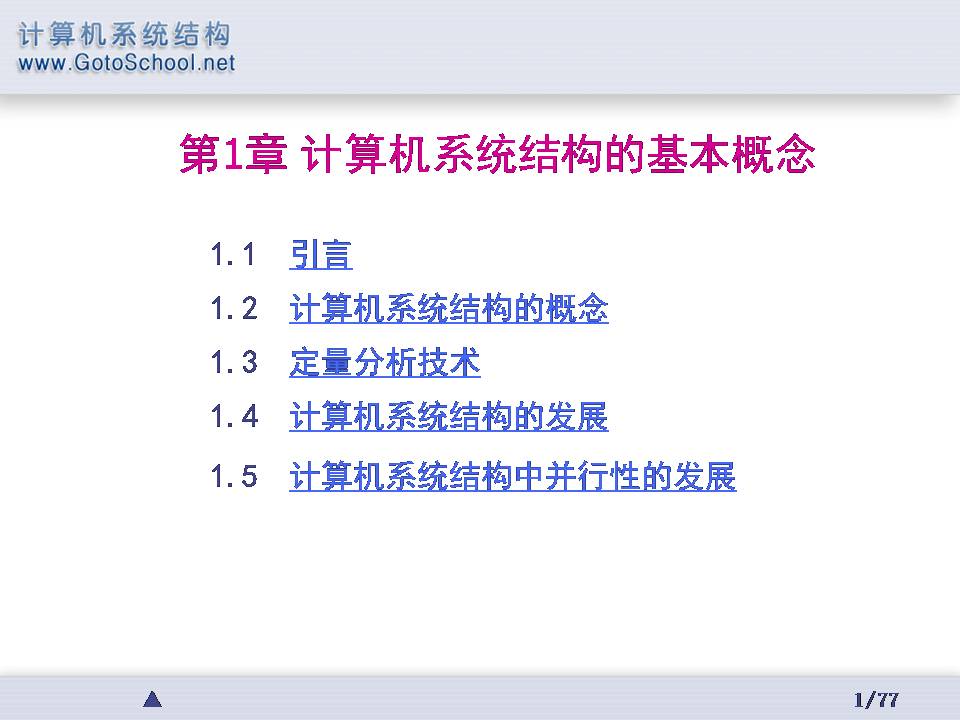 计算机系统结构
www.GotoSchool.net
第1章 计算机系统结构的基本概念
1.1 引言
1.2 计算机系统结构的概念
1.3 定量分析技术
1.4 计算机系统结构的发展
1.5 计算机系统结构中并行性的发展
1/77